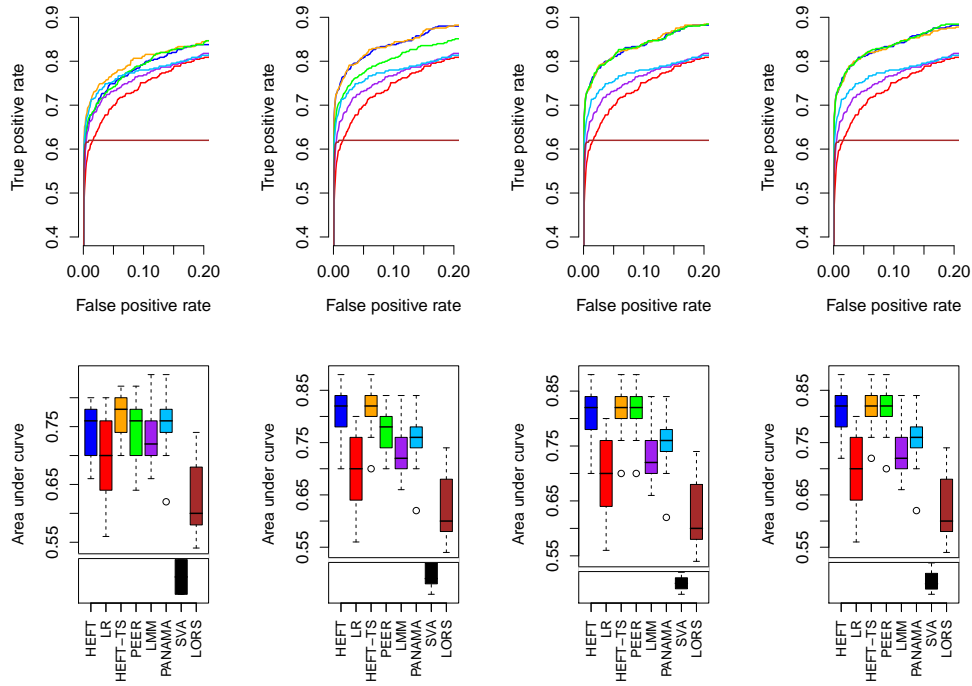 True positive rate
0.4 0.5 0.6 0.7 0.8 0.9
0.00 0.10 0.20
False positive rate
True positive rate
0.4 0.5 0.6 0.7 0.8 0.9
0.00 0.10 0.20
False positive rate
True positive rate
0.4 0.5 0.6 0.7 0.8 0.9
0.00 0.10 0.20
False positive rate
True positive rate
0.4 0.5 0.6 0.7 0.8 0.9
0.00 0.10 0.20
False positive rate
Area under curve
0.55 0.65 0.75
HEFT
LR
HEFT-TS
PEER
LMM
PANAMA
SVA
LORS
Area under curve
0.55 0.65 0.75 0.85
HEFT
LR
HEFT-TS
PEER
LMM
PANAMA
SVA
LORS
Area under curve
0.55 0.65 0.75 0.85
HEFT
LR
HEFT-TS
PEER
LMM
PANAMA
SVA
LORS
Area under curve
0.55 0.65 0.75 0.85
HEFT
LR
HEFT-TS
PEER
LMM
PANAMA
SVA
LORS